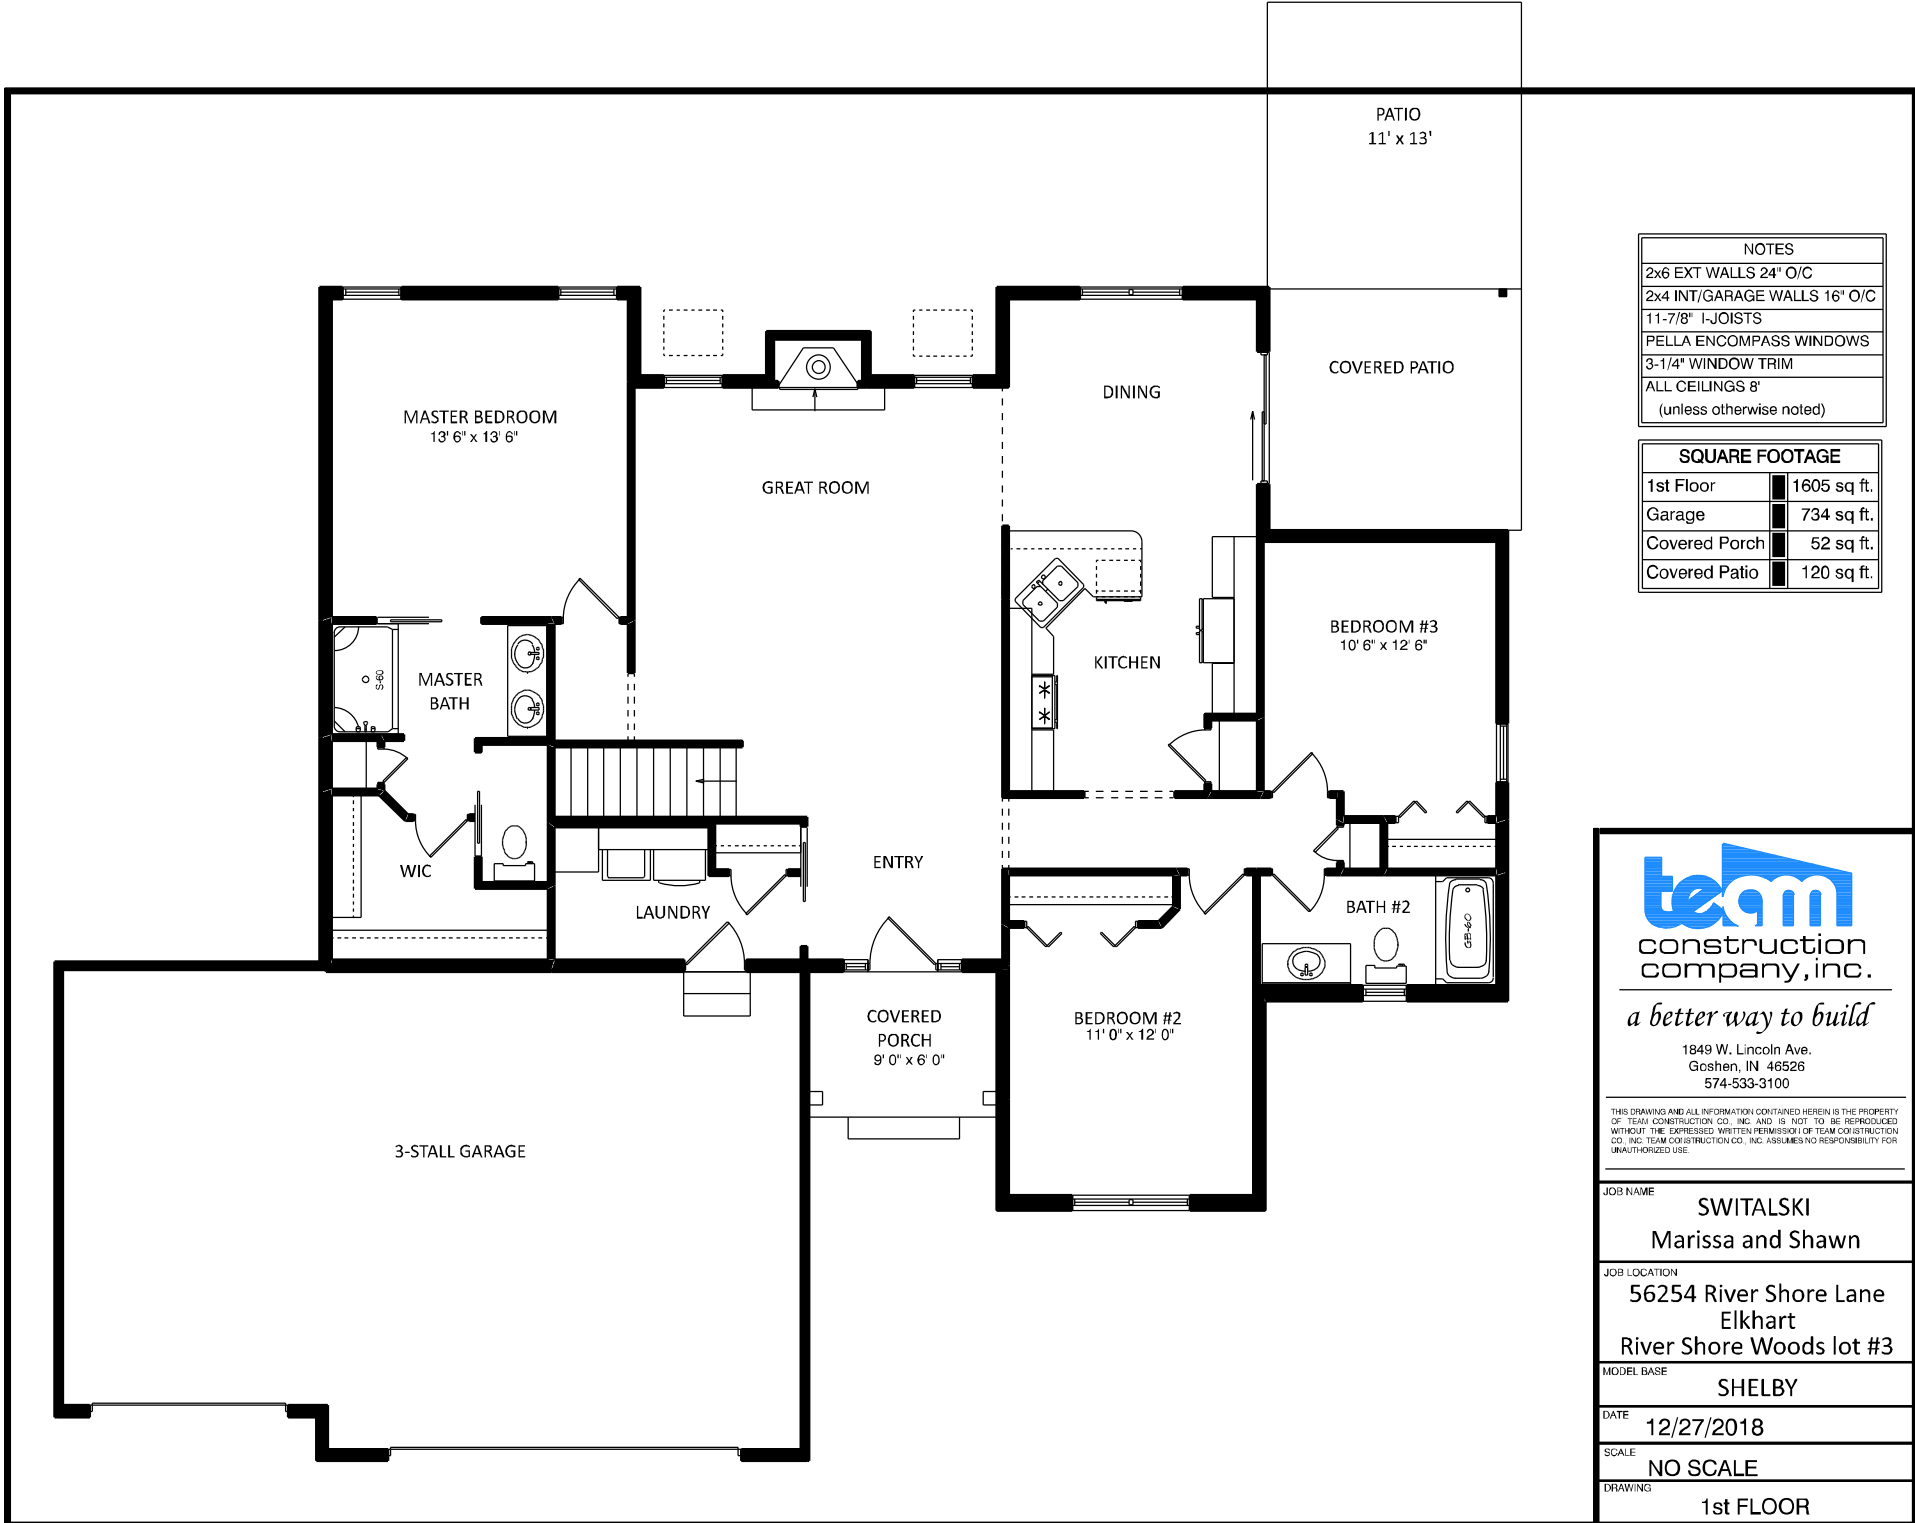 PATIO
11' x 13'
COVERED PATIO
DINING
MASTER BEDROOM
13' 6" x 13' 6"
GREAT ROOM
BEDROOM #3
10' 6" x 12' 6"
KITCHEN
MASTER
BATH
S-60
WIC
ENTRY
LAUNDRY
BATH #2
GB-60
COVERED
PORCH
9' 0" x 6' 0"
BEDROOM #2
11' 0" x 12' 0"
3-STALL GARAGE
NOTES
2x6 EXT WALLS 24" O/C
2x4 INT/GARAGE WALLS 16" O/C
11-7/8" I-JOISTS
PELLA ENCOMPASS WINDOWS
3-1/4" WINDOW TRIM
ALL CEILINGS 8'
(unless otherwise noted)
SQUARE FOOTAGE
1st Floor 1605 sq ft.
Garage 734 sq ft.
Covered Porch 52 sq ft.
Covered Patio 120 sq ft.
team
construction
company,inc.
a better way to build
1849 W. Lincoln Ave.
Goshen, IN 46526
574-533-3100
THIS DRAWING AND ALL INFORMATION CONTAINED HEREIN IS THE PROPERTY
OF TEAM CONSTRUCTION CO., INC. AND IS NOT TO BE REPRODUCED
WITHOUT THE EXPRESSED WRITTEN PERMISSION OF TEAM CONSTRUCTION
CO., INC. TEAM CONSTRUCTION CO., INC. ASSUMES NO RESPONSIBILITY FOR
UNAUTHORIZED USE.
JOB NAME
SWITALSKI
Marissa and Shawn
JOB LOCATION
56254 River Shore Lane
Elkhart
River Shore Woods lot #3
MODEL BASE
SHELBY
DATE
12/27/2018
SCALE
NO SCALE
DRAWING
1st FLOOR